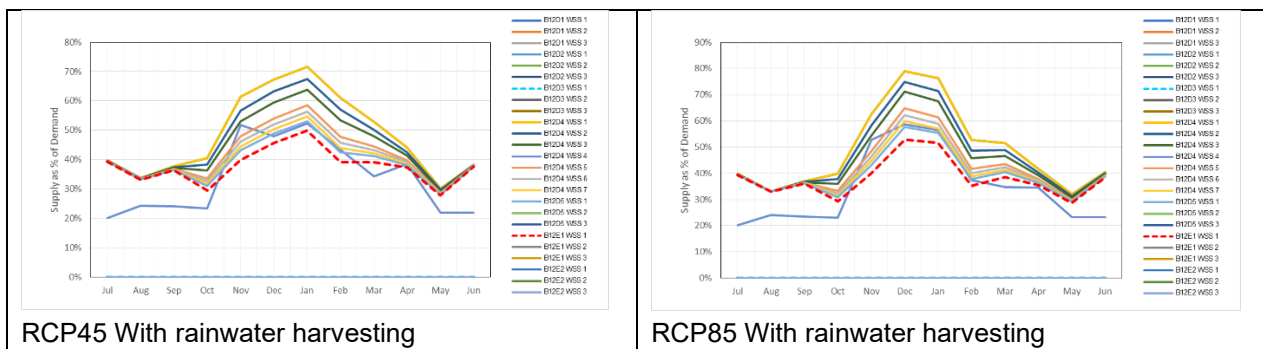 80%
70%
60%
50%
40%
30%
20%
10%
0%
Supply as % of Demand
Jul Aug Sep Oct Nov Dec Jan Feb Mar Apr May Jun
B12D1 WSS 1
B12D1 WSS 2
B12D1 WSS 3
B12D2 WSS 1
B12D2 WSS 2
B12D2 WSS 3
B12D3 WSS 1
B12D3 WSS 2
B12D3 WSS 3
B12D4 WSS 1
B12D4 WSS 2
B12D4 WSS 3
B12D4 WSS 4
B12D4 WSS 5
B12D4 WSS 6
B12D4 WSS 7
B12D5 WSS 1
B12D5 WSS 2
B12D5 WSS 3
B12E1 WSS 1
B12E1 WSS 2
B12E1 WSS 3
B12E2 WSS 1
B12E2 WSS 2
B12E2 WSS 3
RCP45 With rainwater harvesting
90%
80%
70%
60%
50%
40%
30%
20%
10%
0%
Supply as % of Demand
Jul Aug Sep Oct Nov Dec Jan Feb Mar Apr May Jun
B12D1 WSS 1
B12D1 WSS 2
B12D1 WSS 3
B12D2 WSS 1
B12D2 WSS 2
B12D2 WSS 3
B12D3 WSS 1
B12D3 WSS 2
B12D3 WSS 3
B12D4 WSS 1
B12D4 WSS 2
B12D4 WSS 3
B12D4 WSS 4
B12D4 WSS 5
B12D4 WSS 6
B12D4 WSS 7
B12D5 WSS 1
B12D5 WSS 2
B12D5 WSS 3
B12E1 WSS 1
B12E1 WSS 2
B12E1 WSS 3
B12E2 WSS 1
B12E2 WSS 2
B12E2 WSS 3
RCP85 With rainwater harvesting